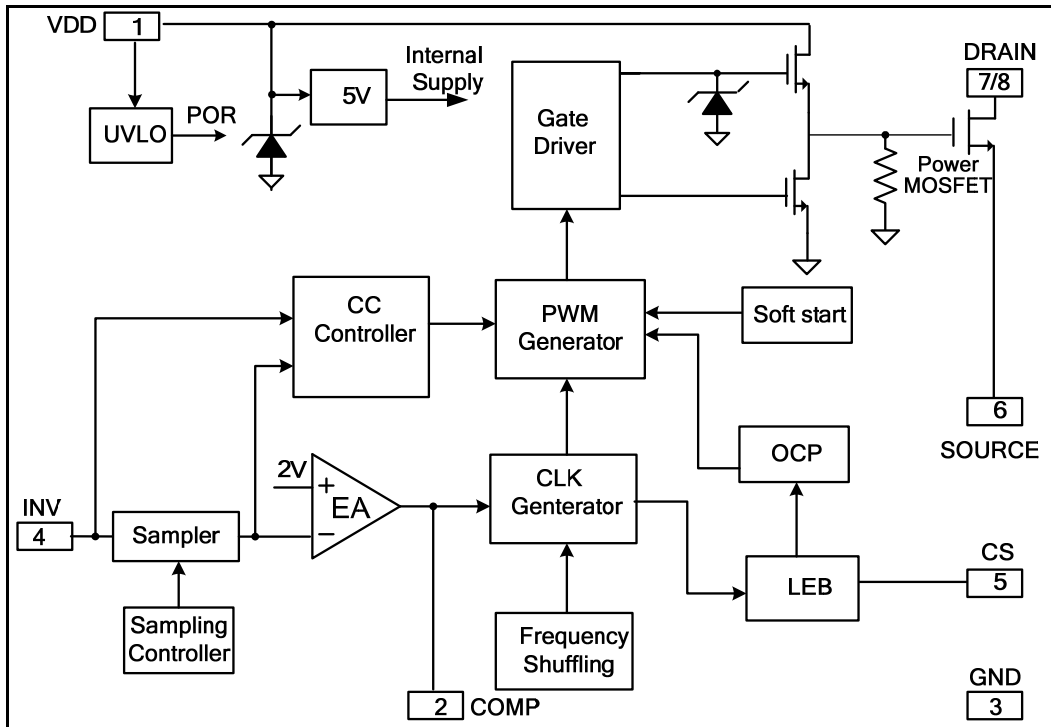 VDD
1
UVLO
POR
5V
Internal
Supply
Gate
Driver
DRAIN
7/8
Power
MOSFET
6
SOURCE
CC
Controller
PWM
Generator
Soft start
OCP
2V
+
EA
−
CLK
Genterator
INV
4
Sampler
Sampling
Controller
LEB
CS
5
Frequency
Shuffling
2
COMP
GND
3